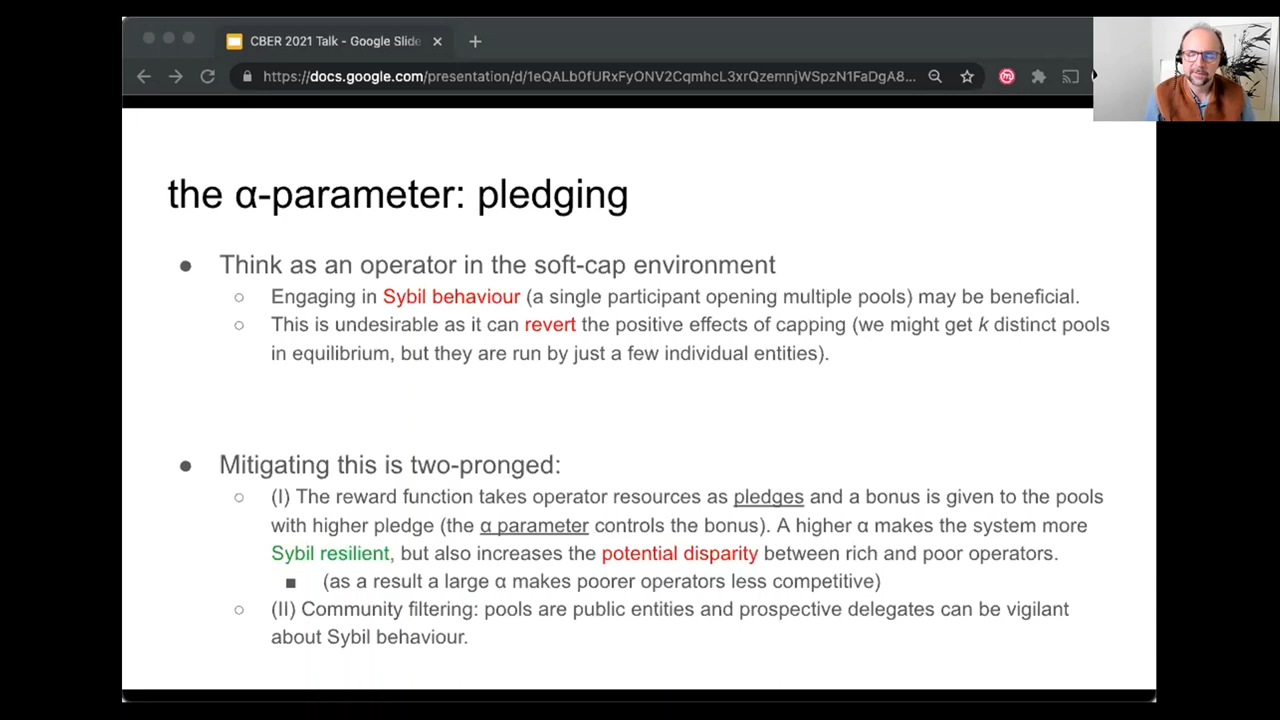 CBER 2021 Talk - Google Slide
https://docs.google.com/presentation/d/1eQALb0fURxFyONV2CqmhcL3xrQzemnjWSpzN1FaDgA8...
the α-parameter: pledging
● Think as an operator in the soft-cap environment
○ Engaging in Sybil behaviour (a single participant opening multiple pools) may be beneficial.
○ This is undesirable as it can revert the positive effects of capping (we might get k distinct pools
in equilibrium, but they are run by just a few individual entities).
● Mitigating this is two-pronged:
○ (I) The reward function takes operator resources as pledges and a bonus is given to the pools
with higher pledge (the α parameter controls the bonus). A higher α makes the system more
Sybil resilient, but also increases the potential disparity between rich and poor operators.
■ (as a result a large α makes poorer operators less competitive)
○ (II) Community filtering: pools are public entities and prospective delegates can be vigilant
about Sybil behaviour.